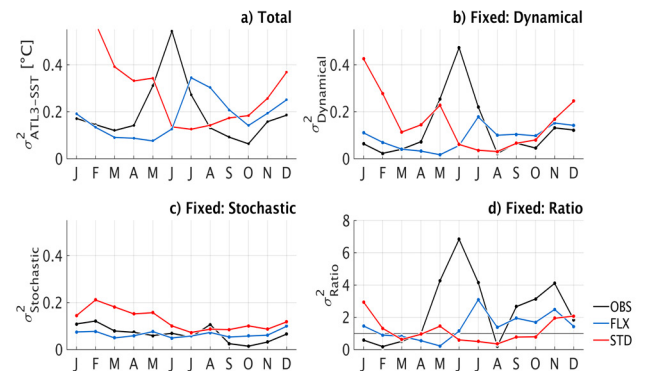 a) Total
σ²ATL3-SST [°C]
0.4
0.2
0
J F M A M J J A S O N D
b) Fixed: Dynamical
σ²Dynamical
0.4
0.2
0
J F M A M J J A S O N D
c) Fixed: Stochastic
σ²Stochastic
0.4
0.2
0
J F M A M J J A S O N D
d) Fixed: Ratio
σ²Ratio
8
6
4
2
0
J F M A M J J A S O N D
OBS
FLX
STD